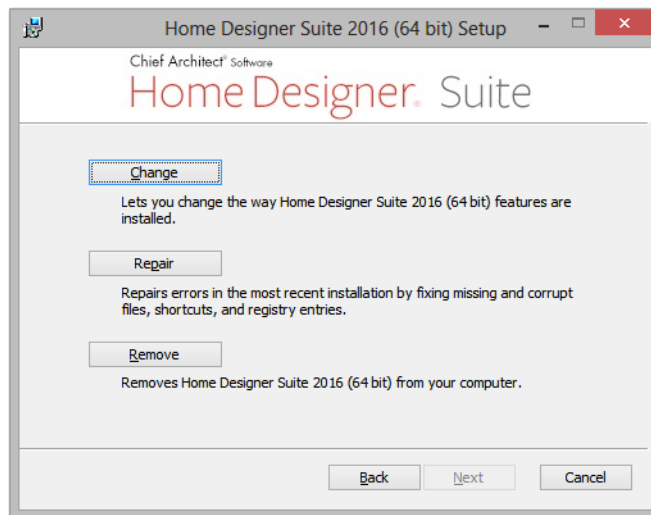 Home Designer Suite 2016 (64 bit) Setup
Chief Architect® Software
Home Designer® Suite
Change
Lets you change the way Home Designer Suite 2016 (64 bit) features are
installed.
Repair
Repairs errors in the most recent installation by fixing missing and corrupt
files, shortcuts, and registry entries.
Remove
Removes Home Designer Suite 2016 (64 bit) from your computer.
Back Next Cancel